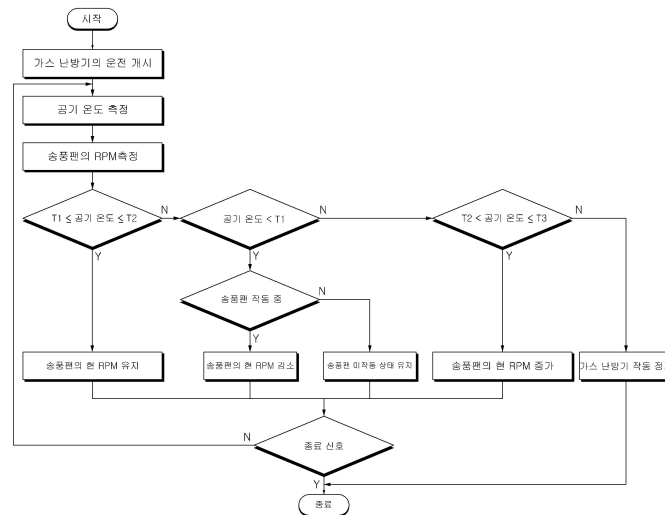 시작
가스 난방기의 운전 개시
공기 온도 측정
송풍팬의 RPM측정
T1 ≤ 공기 온도 ≤ T2
N
공기 온도 < T1
N
T2 < 공기 온도 ≤ T3
N
Y
Y
Y
송풍팬 작동 중
N
Y
송풍팬의 현 RPM 유지
송풍팬의 현 RPM 감소
송풍팬 미작동 상태 유지
송풍팬의 현 RPM 증가
가스 난방기 작동 정
종료 신호
N
Y
종료